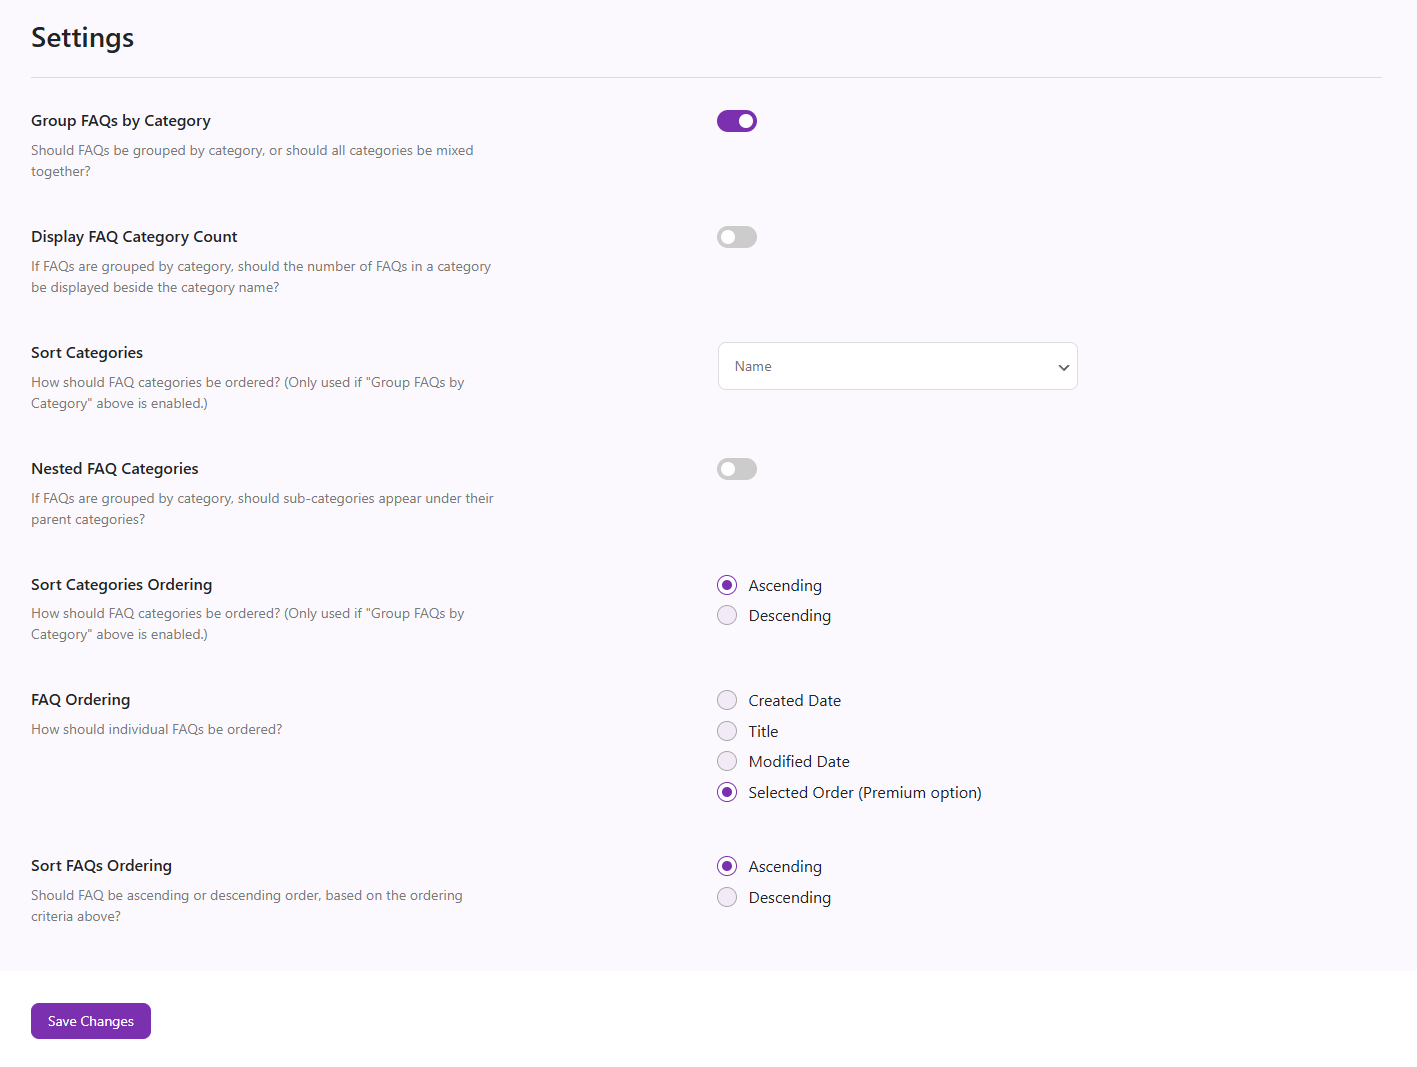 Settings
Group FAQs by Category
Should FAQs be grouped by category, or should all categories be mixed
together?
Display FAQ Category Count
If FAQs are grouped by category, should the number of FAQs in a category
be displayed beside the category name?
Sort Categories
How should FAQ categories be ordered? (Only used if "Group FAQs by
Category" above is enabled.)
Name
Nested FAQ Categories
If FAQs are grouped by category, should sub-categories appear under their
parent categories?
Sort Categories Ordering
How should FAQ categories be ordered? (Only used if "Group FAQs by
Category" above is enabled.)
Ascending
Descending
FAQ Ordering
How should individual FAQs be ordered?
Created Date
Title
Modified Date
Selected Order (Premium option)
Sort FAQs Ordering
Should FAQ be ascending or descending order, based on the ordering
criteria above?
Ascending
Descending
Save Changes